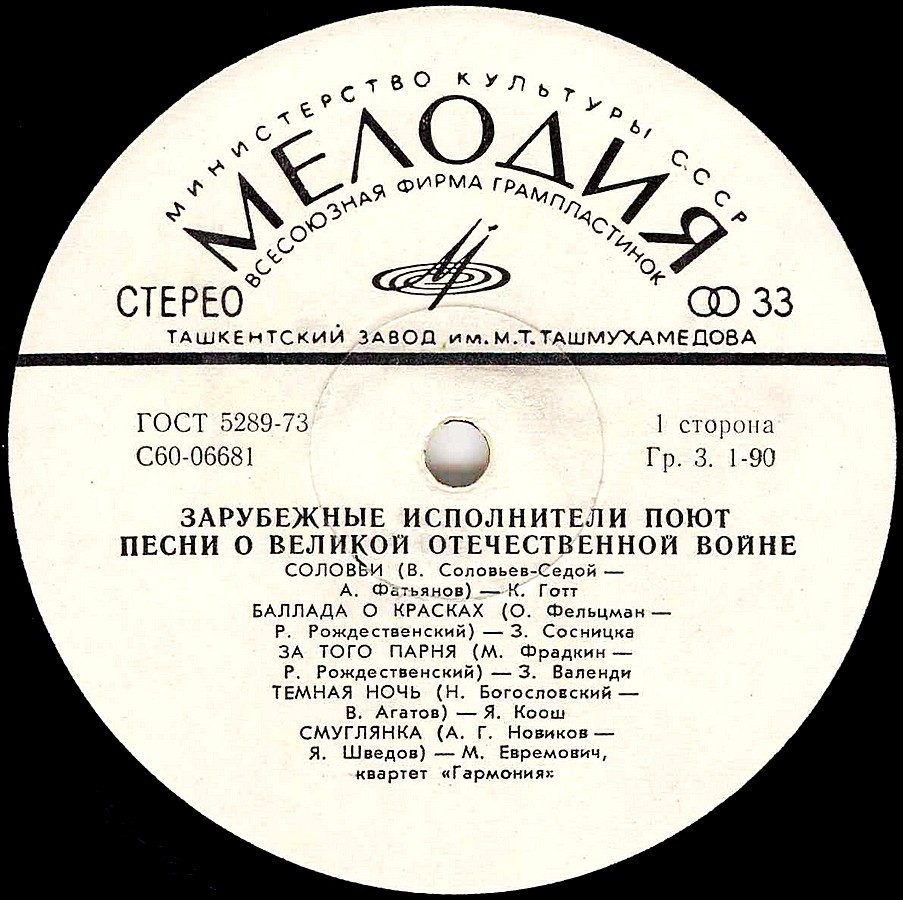 МИНИСТЕРСТВО КУЛЬТУРЫ СССР
МЕЛОДИЯ
ВСЕСОЮЗНАЯ ФИРМА ГРАМПЛАСТИНОК
СТЕРЕО 33
ТАШКЕНТСКИЙ ЗАВОД им. М. Т. ТАШМУХАМЕДОВА
ГОСТ 5289-73 1 сторона
С60-06681 Гр. 3. 1-90
ЗАРУБЕЖНЫЕ ИСПОЛНИТЕЛИ ПОЮТ
ПЕСНИ О ВЕЛИКОЙ ОТЕЧЕСТВЕННОЙ ВОЙНЕ
СОЛОВЬИ (В. Соловьев-Седой —
А. Фатьянов) — К. Готт
БАЛЛАДА О КРАСКАХ (О. Фельцман —
Р. Рождественский) — З. Сосницка
ЗА ТОГО ПАРНЯ (М. Фрадкин —
Р. Рождественский) — З. Валенди
ТЕМНАЯ НОЧЬ (Н. Богословский —
В. Агатов) — Я. Коош
СМУГЛЯНКА (А. Г. Новиков —
Я. Шведов) — М. Евремович,
квартет «Гармония»